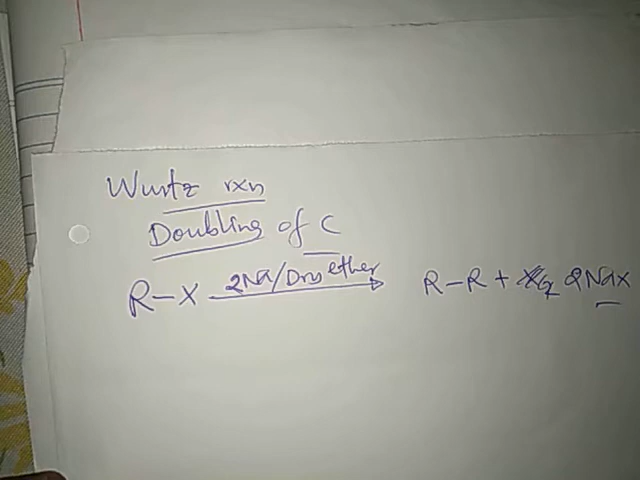 Wurtz rxn
Doubling of C
R-X 2Na/Dry ether → R-R + 2Nax